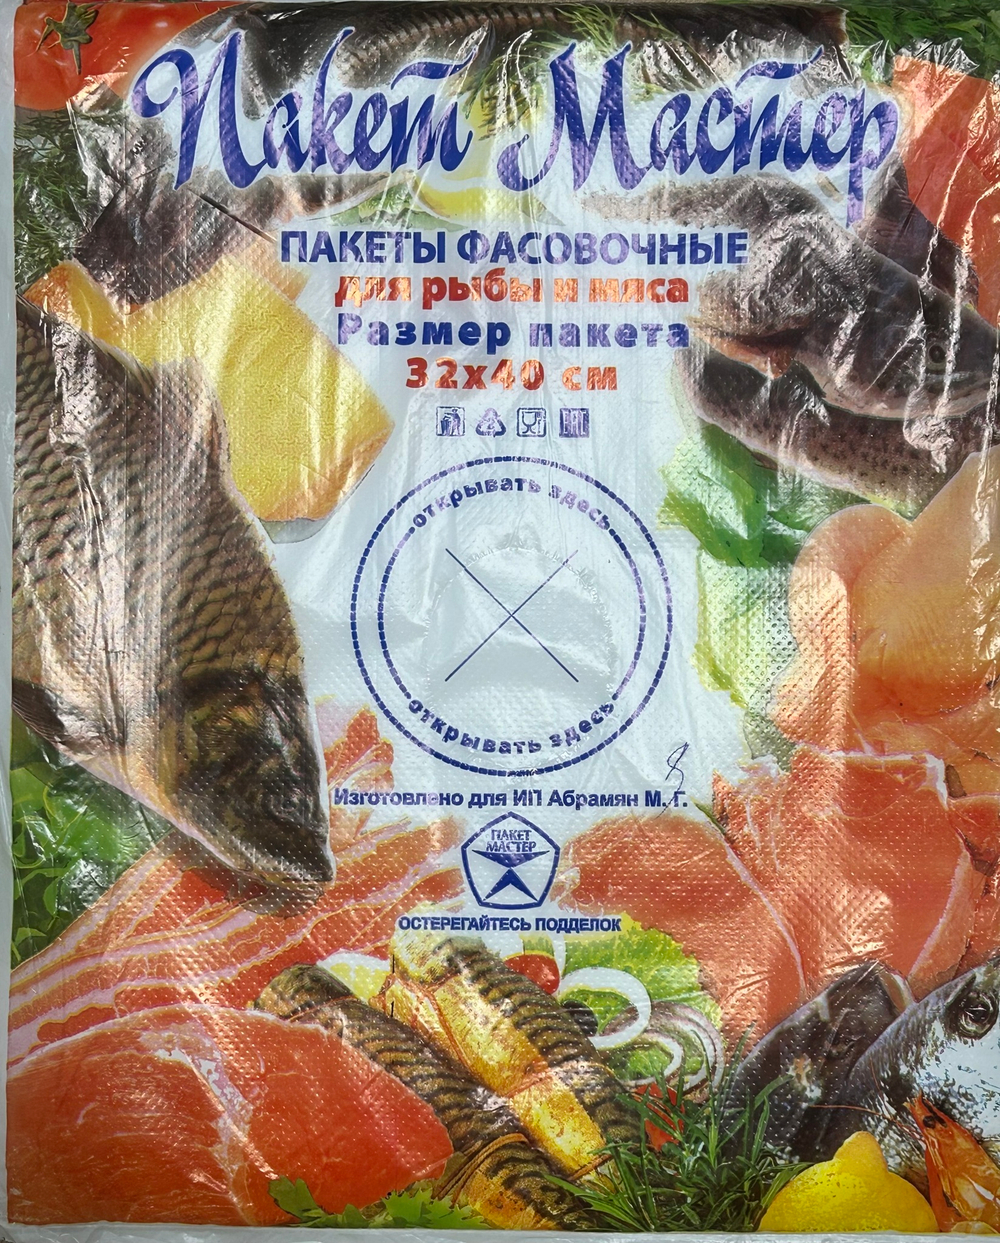 Пакет Мастер
ПАКЕТЫ ФАСОВОЧНЫЕ
для рыбы и мяса
Размер пакета
32х40 см
открывать здесь
открывать здесь
Изготовлено для ИП Абрамян М. Г.
ПАКЕТ
МАСТЕР
ОСТЕРЕГАЙТЕСЬ ПОДДЕЛОК